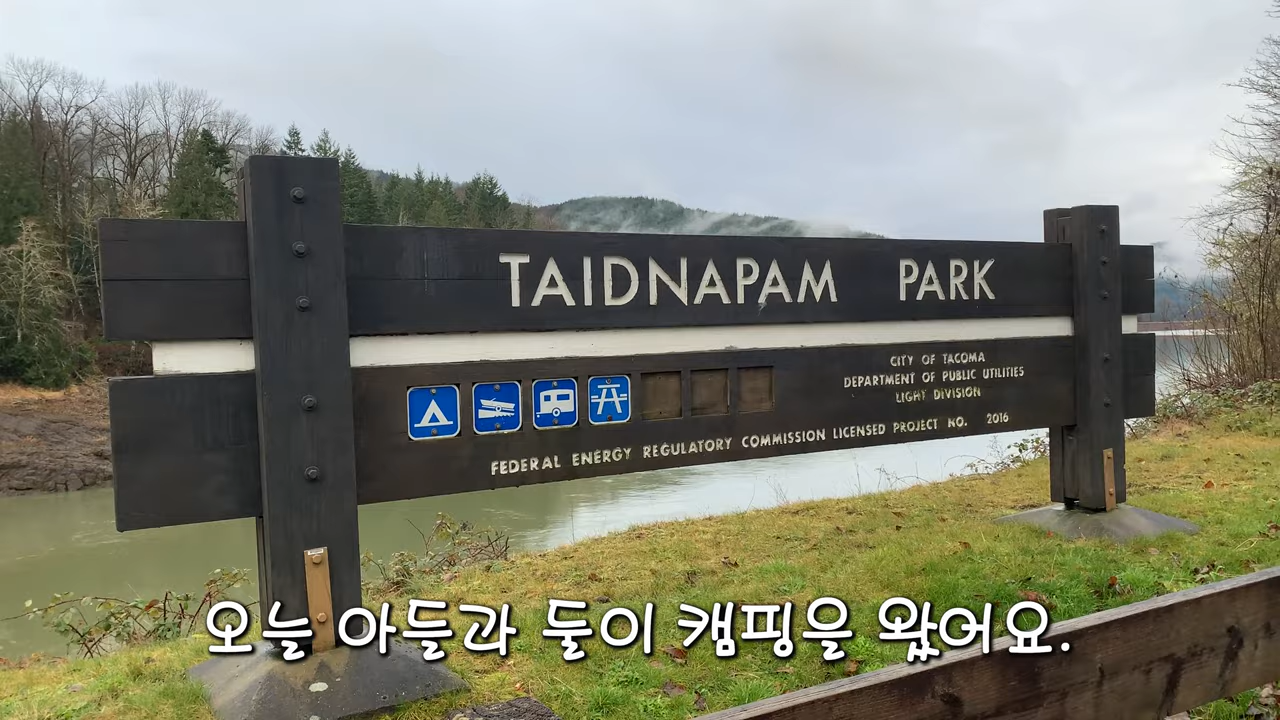 TAIDNAPAM PARK
CITY OF TACOMA
DEPARTMENT OF PUBLIC UTILITIES
LIGHT DIVISION
FEDERAL ENERGY REGULATORY COMMISSION LICENSED PROJECT NO. 2016
오늘 아들과 둘이 캠핑을 왔어요.